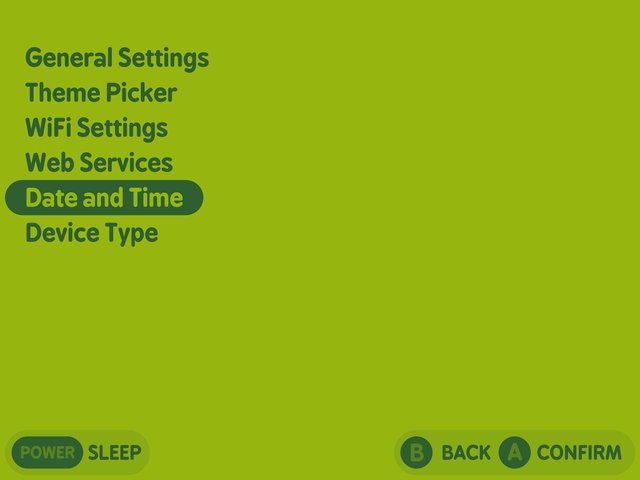 General Settings
Theme Picker
WiFi Settings
Web Services
Date and Time
Device Type
POWER SLEEP
B BACK A CONFIRM